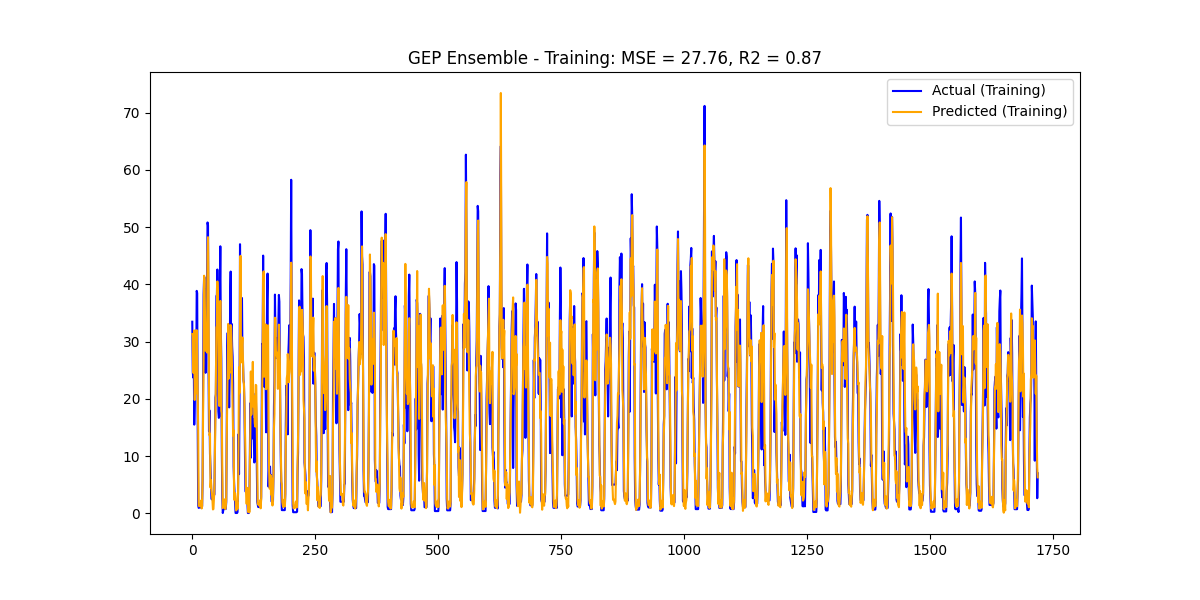 GEP Ensemble - Training: MSE = 27.76, R2 = 0.87
Actual (Training)
Predicted (Training)
70
60
50
40
30
20
10
0
0 250 500 750 1000 1250 1500 1750